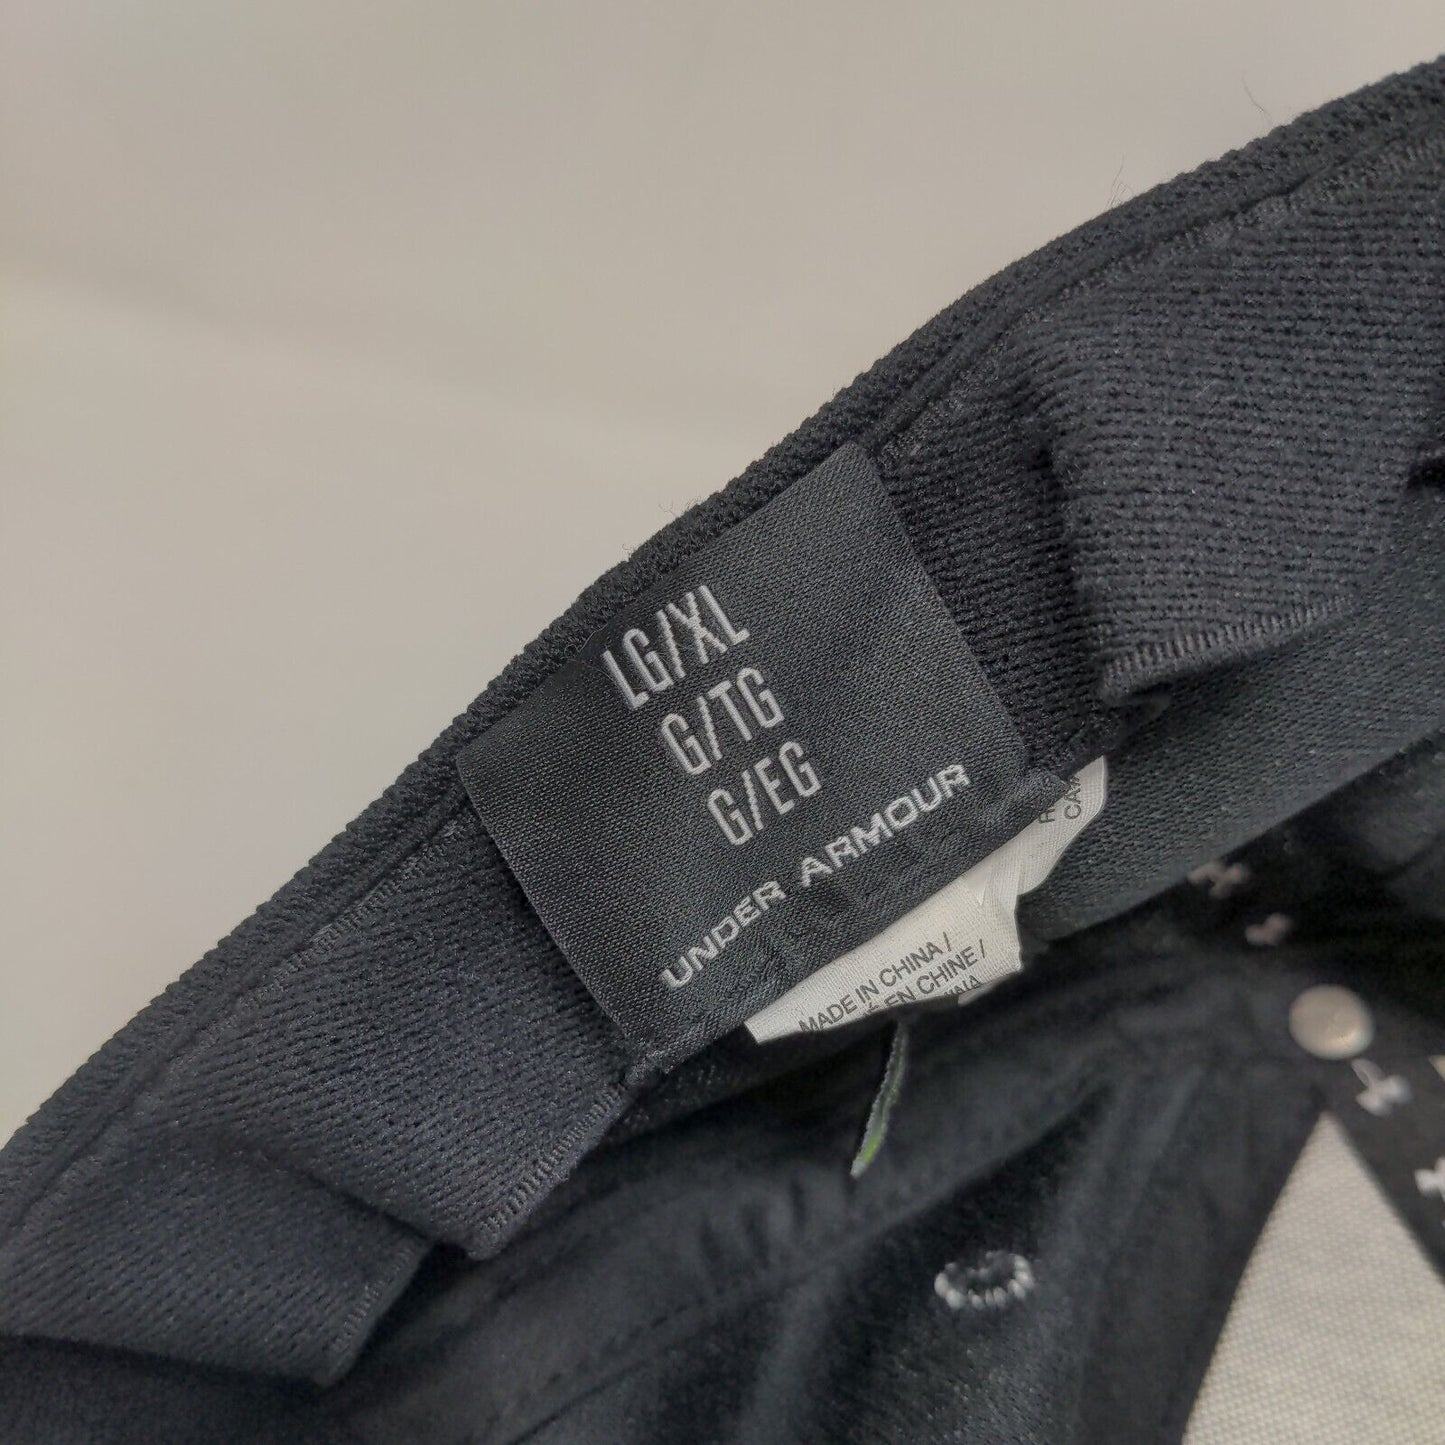 LG/XL
G/TG
G/EG
UNDER ARMOUR
MADE IN CHINA /
EN CHINE /